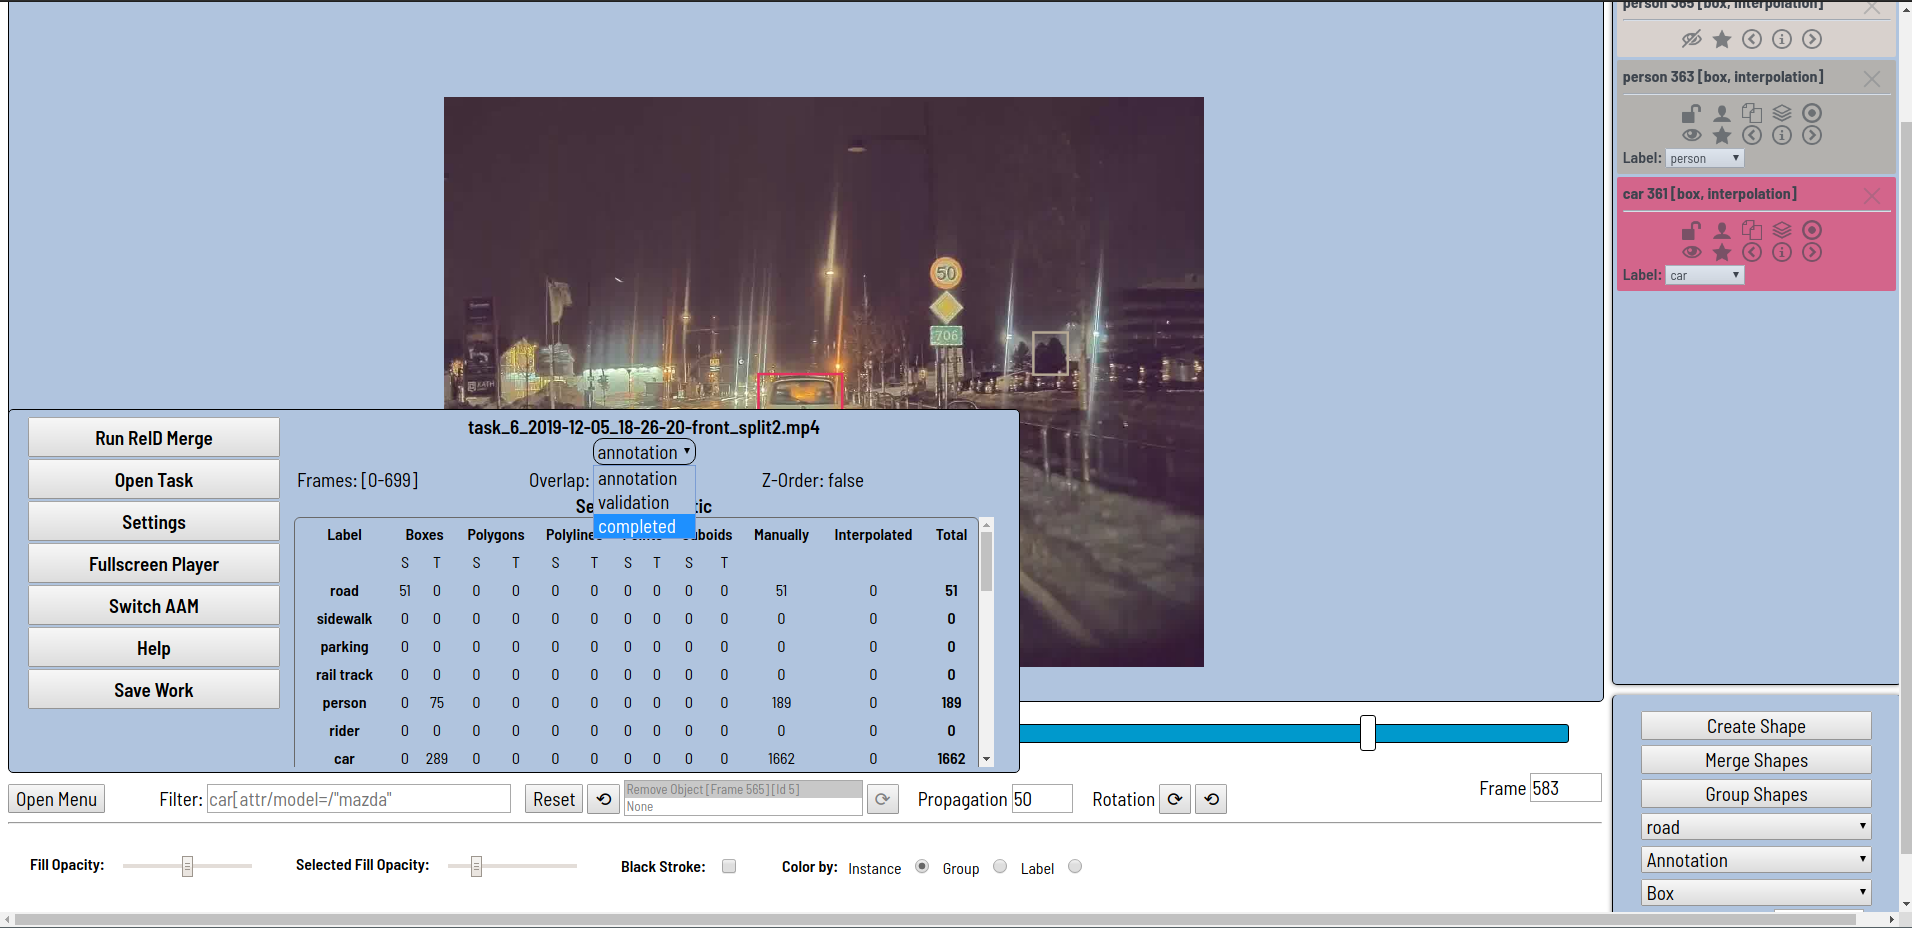 person 365 [box, interpolation]
person 363 [box, interpolation]
Label: person
car 361 [box, interpolation]
Label: car
50
706
KATH
Run ReID Merge
Open Task
Settings
Fullscreen Player
Switch AAM
Help
Save Work
task_6_2019-12-05_18-26-20-front_split2.mp4
annotation
annotation
validation
completed
Frames: [0-699] Overlap: Z-Order: false
Label Boxes Polygons Manually Interpolated Total
S T S T S T S T S T
road 51 0 0 0 0 0 0 0 0 0 51 0 51
sidewalk 0 0 0 0 0 0 0 0 0 0 0 0 0
parking 0 0 0 0 0 0 0 0 0 0 0 0 0
rail track 0 0 0 0 0 0 0 0 0 0 0 0 0
person 0 75 0 0 0 0 0 0 0 0 189 0 189
rider 0 0 0 0 0 0 0 0 0 0 0 0 0
car 0 289 0 0 0 0 0 0 0 0 1662 0 1662
Open Menu Filter: car[attr/model=/"mazda" Reset
Remove Object [Frame 565] [Id 5]
None
Propagation 50 Rotation
Frame 583
Fill Opacity: Selected Fill Opacity: Black Stroke: Color by: Instance Group Label
Create Shape
Merge Shapes
Group Shapes
road
Annotation
Box